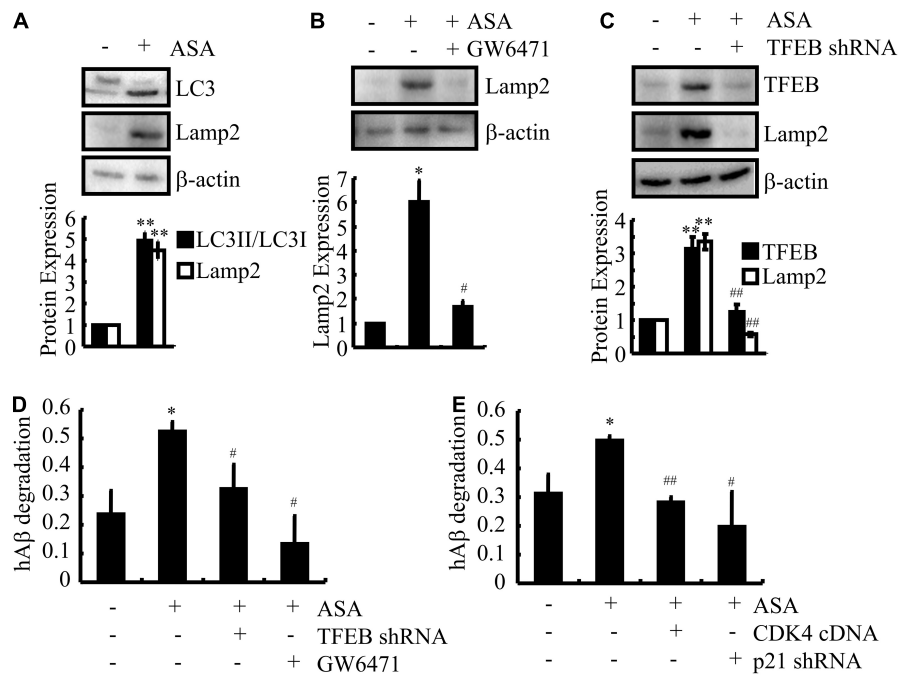 A
- + ASA
LC3
Lamp2
β-actin
Protein Expression
6
5
4
3
2
1
0
** **
LC3II/LC3I
Lamp2
B
- + + ASA
- - + GW6471
Lamp2
β-actin
Lamp2 Expression
7
6
5
4
3
2
1
0
*
#
C
- + + ASA
- - + TFEB shRNA
TFEB
Lamp2
β-actin
Protein Expression
4
3
2
1
0
** **
##
##
TFEB
Lamp2
D
hAβ degradation
0.6
0.5
0.4
0.3
0.2
0.1
0
*
#
#
- + + + ASA
- - + - TFEB shRNA
- - - + GW6471
E
hAβ degradation
0.6
0.5
0.4
0.3
0.2
0.1
0
*
##
#
- + + + ASA
- - + - CDK4 cDNA
- - - + p21 shRNA